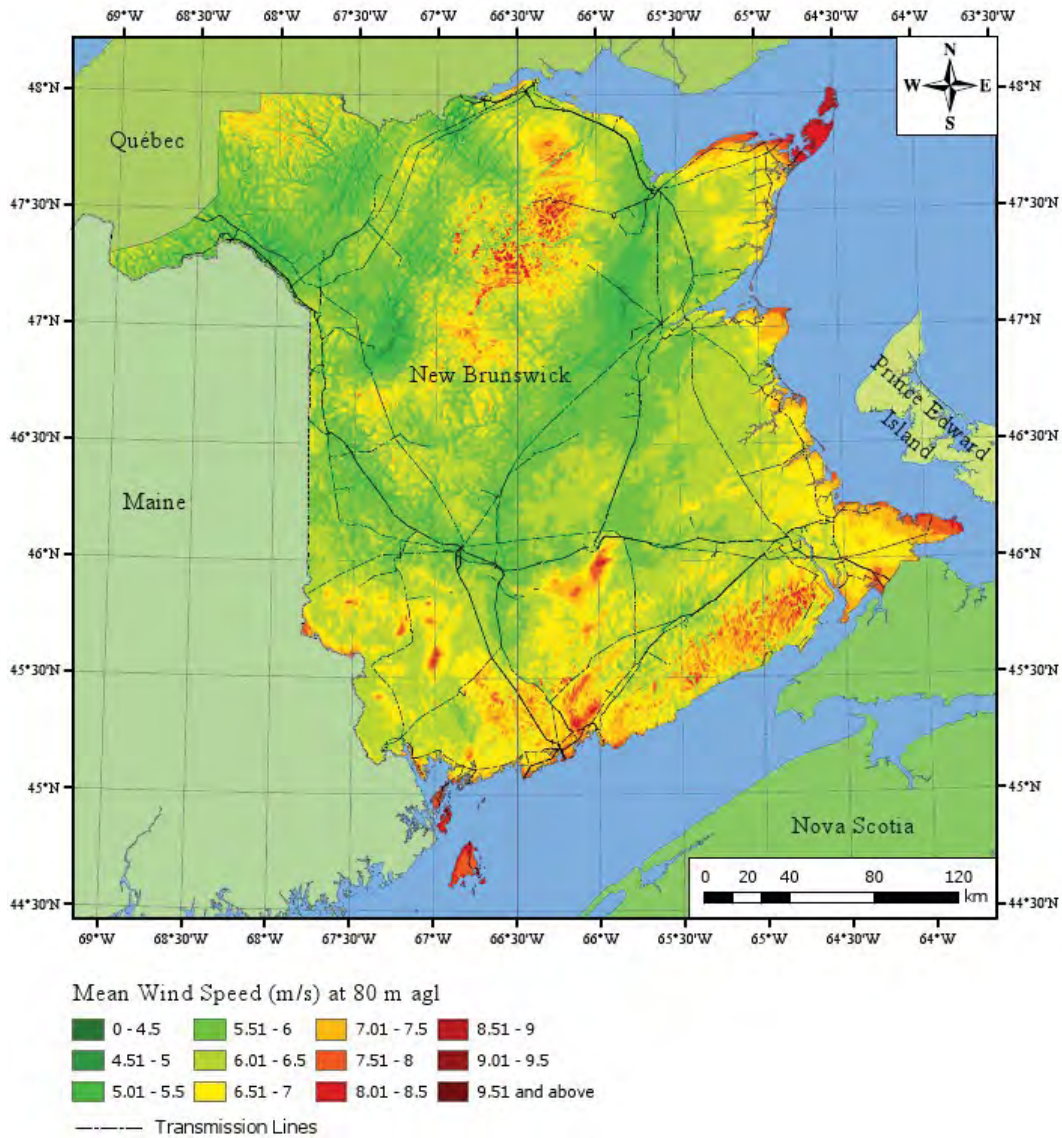 69°W 68°30'W 68°W 67°30'W 67°W 66°30'W 66°W 65°30'W 65°W 64°30'W 64°W 63°30'W
N
W E
S
48°N 48°N
Québec
47°30'N 47°30'N
47°N 47°N
New Brunswick
Prince Edward
Island
46°30'N 46°30'N
Maine
46°N 46°N
45°30'N 45°30'N
45°N 45°N
Nova Scotia
0 20 40 80 120
km
44°30'N 44°30'N
69°W 68°30'W 68°W 67°30'W 67°W 66°30'W 66°W 65°30'W 65°W 64°30'W 64°W
Mean Wind Speed (m/s) at 80 m agl
0 - 4.5 5.51 - 6 7.01 - 7.5 8.51 - 9
4.51 - 5 6.01 - 6.5 7.51 - 8 9.01 - 9.5
5.01 - 5.5 6.51 - 7 8.01 - 8.5 9.51 and above
Transmission Lines